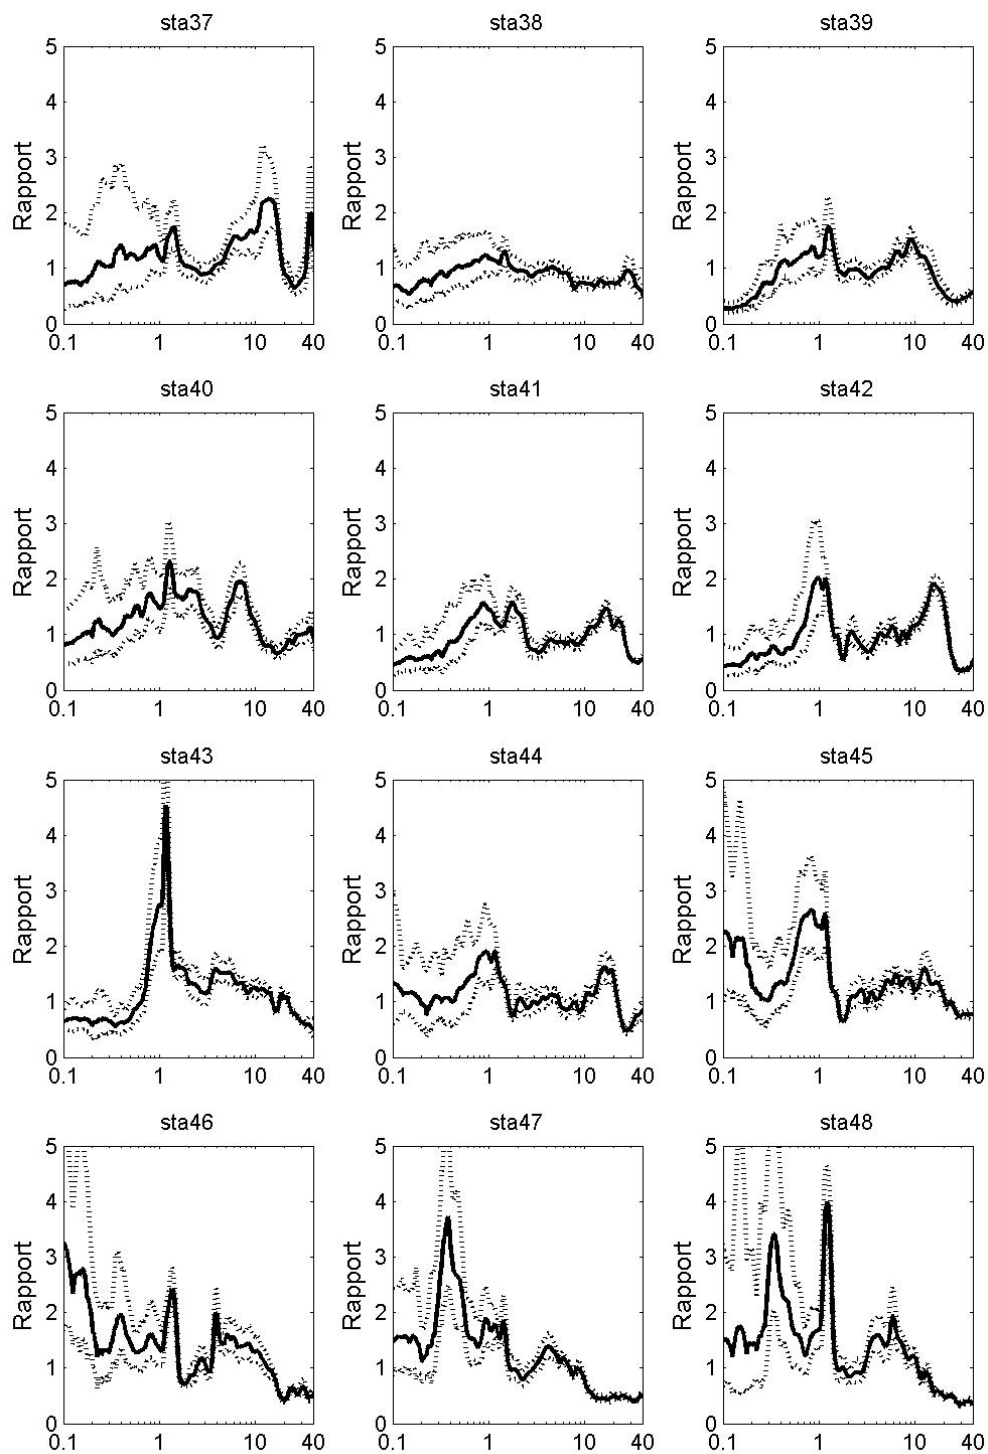 sta37 sta38 sta39
5 5 5
4 4 4
3 3 3
2 2 2
1 1 1
0 0 0
Rapport Rapport Rapport
0.1 1 10 40 0.1 1 10 40 0.1 1 10 40
sta40 sta41 sta42
5 5 5
4 4 4
3 3 3
2 2 2
1 1 1
0 0 0
Rapport Rapport Rapport
0.1 1 10 40 0.1 1 10 40 0.1 1 10 40
sta43 sta44 sta45
5 5 5
4 4 4
3 3 3
2 2 2
1 1 1
0 0 0
Rapport Rapport Rapport
0.1 1 10 40 0.1 1 10 40 0.1 1 10 40
sta46 sta47 sta48
5 5 5
4 4 4
3 3 3
2 2 2
1 1 1
0 0 0
Rapport Rapport Rapport
0.1 1 10 40 0.1 1 10 40 0.1 1 10 40